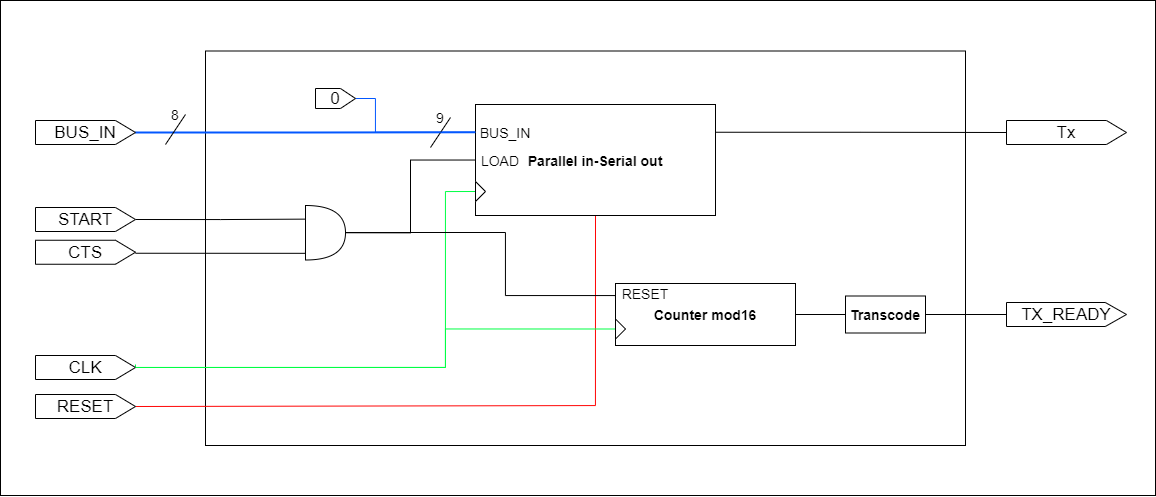 0
8
9
BUS_IN
BUS_IN
Tx
LOAD Parallel in-Serial out
START
CTS
RESET
Counter mod16
Transcode
TX_READY
CLK
RESET